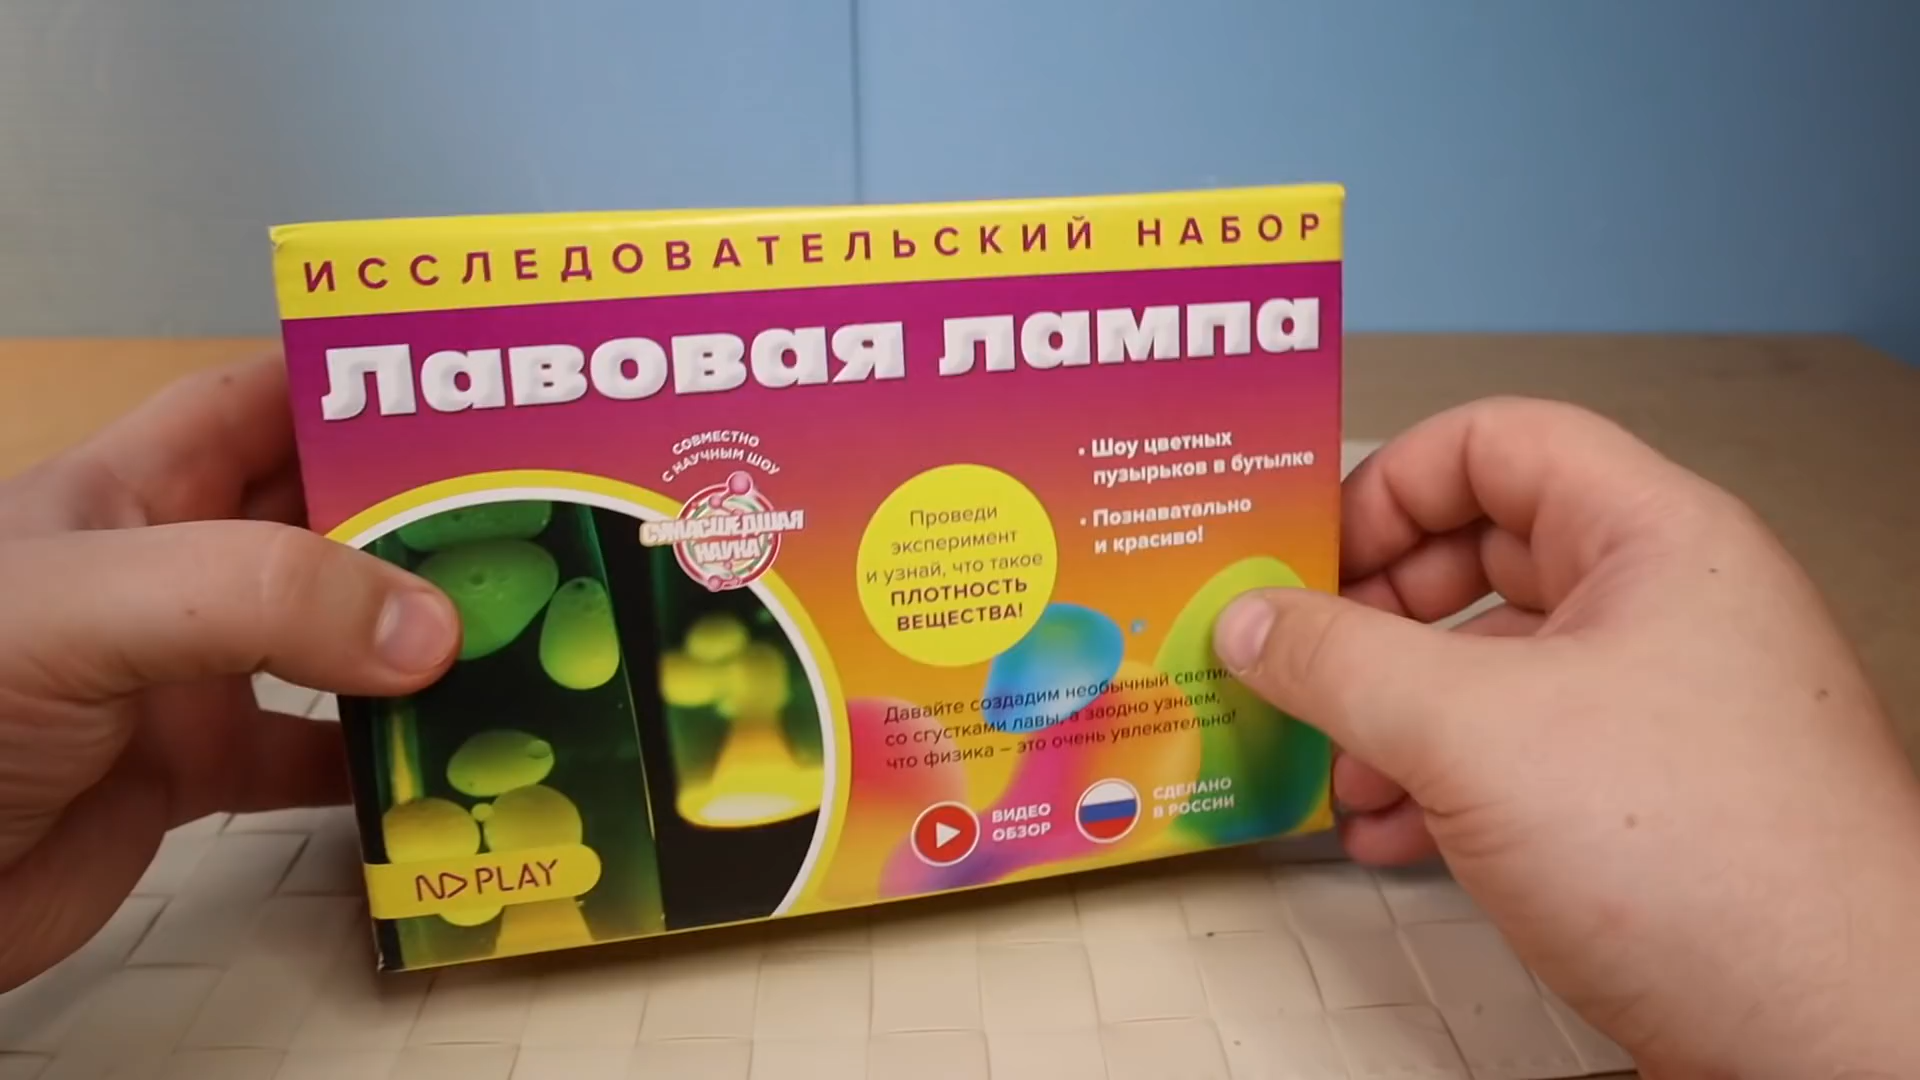 ИССЛЕДОВАТЕЛЬСКИЙ НАБОР
Лавовая лампа
СОВМЕСТНО
С НАУЧНЫМ ШОУ
СУМАСШЕДШАЯ
НАУКА
Проведи
эксперимент
и узнай, что такое
ПЛОТНОСТЬ
ВЕЩЕСТВА!
• Шоу цветных
пузырьков в бутылке
• Познавательно
и красиво!
Давайте создадим необычный
со сгустками лавы, а заодно узнаем,
что физика – это очень увлекательно!
ВИДЕО
ОБЗОР
СДЕЛАНО
В РОССИИ
ND PLAY